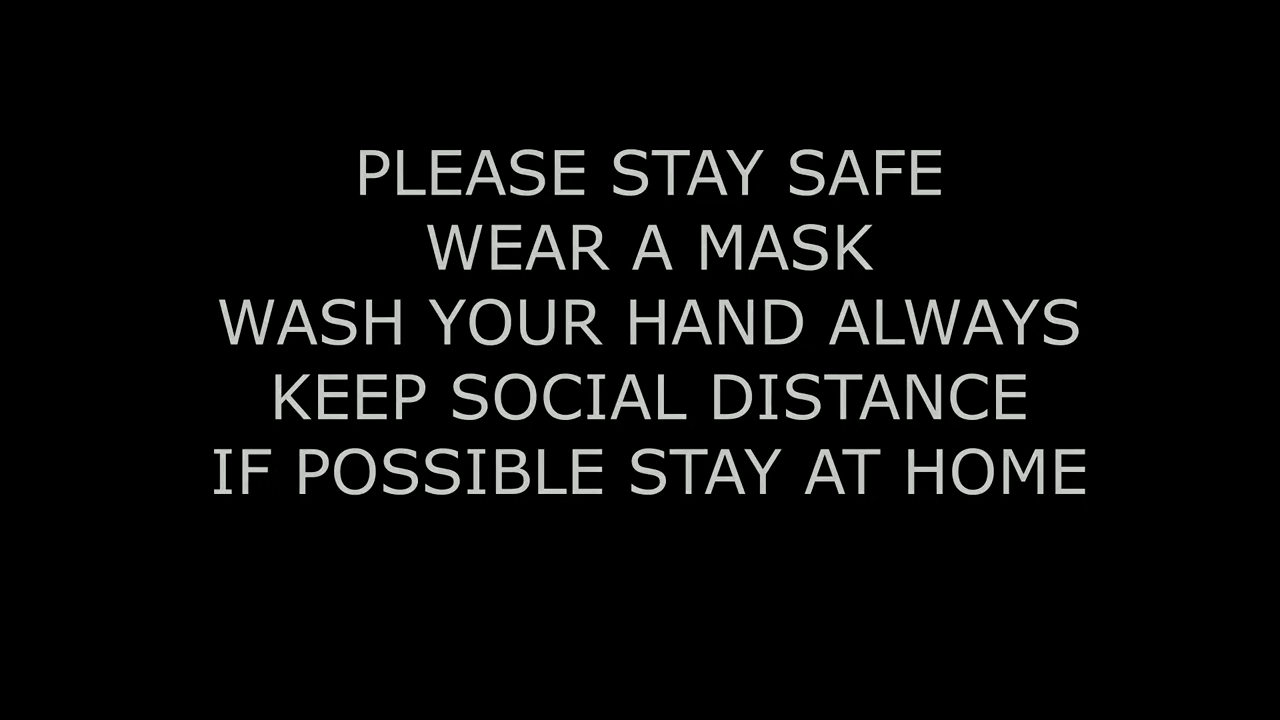 PLEASE STAY SAFE
WEAR A MASK
WASH YOUR HAND ALWAYS
KEEP SOCIAL DISTANCE
IF POSSIBLE STAY AT HOME